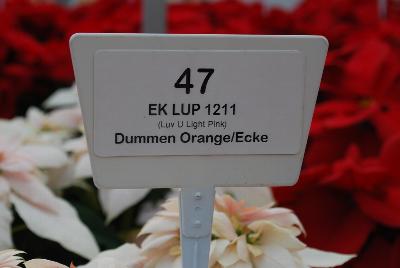 47
EK LUP 1211
(Luv U Light Pink)
Dummen Orange/Ecke